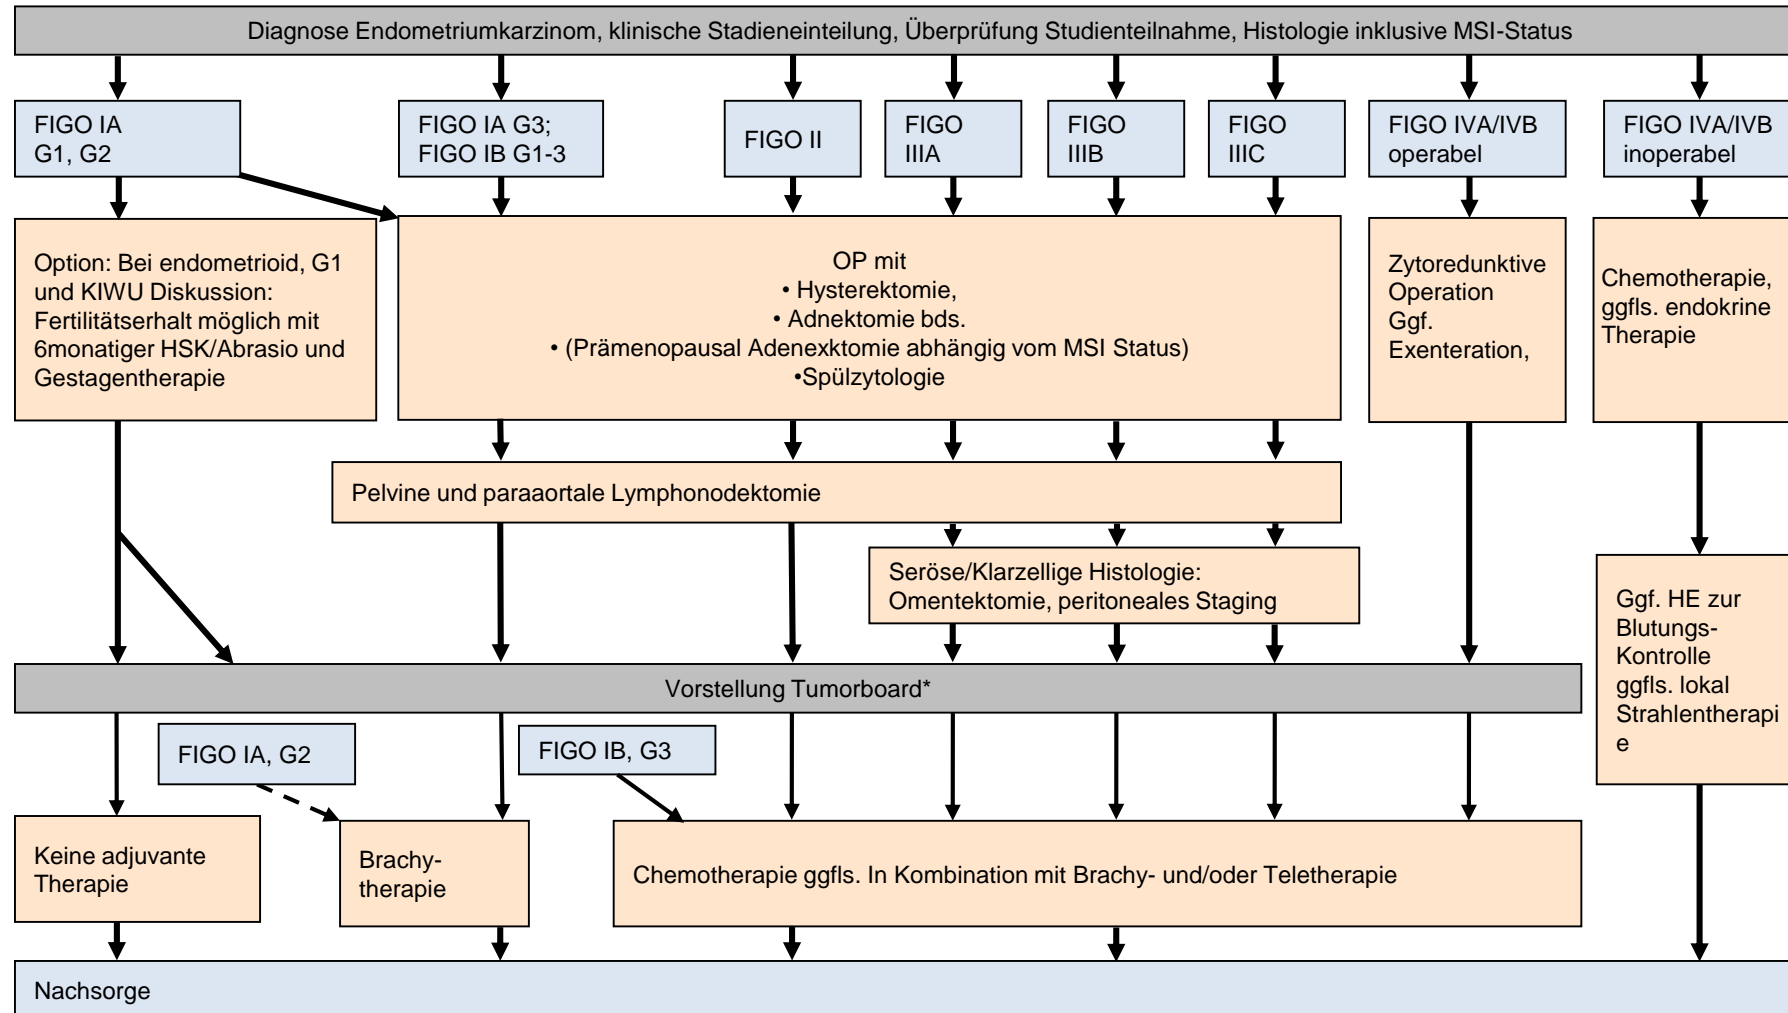 Diagnose Endometriumkarzinom, klinische Stadieneinteilung, Überprüfung Studienteilnahme, Histologie inklusive MSI-Status
FIGO IA
G1, G2
FIGO IA G3;
FIGO IB G1-3
FIGO II
FIGO
IIIA
FIGO
IIIB
FIGO
IIIC
FIGO IVA/IVB
operabel
FIGO IVA/IVB
inoperabel
Option: Bei endometrioid, G1
und KIWU Diskussion:
Fertilitätserhalt möglich mit
6monatiger HSK/Abrasio und
Gestagentherapie
OP mit
• Hysterektomie,
• Adnektomie bds.
• (Prämenopausal Adenexktomie abhängig vom MSI Status)
•Spülzytologie
Zytoredunktive
Operation
Ggf.
Exenteration,
Chemotherapie,
ggfls. endokrine
Therapie
Pelvine und paraaortale Lymphonodektomie
Seröse/Klarzellige Histologie:
Omentektomie, peritoneales Staging
Ggf. HE zur
Blutungs-
Kontrolle
ggfls. lokal
Strahlentherapi
e
Vorstellung Tumorboard*
FIGO IA, G2
FIGO IB, G3
Keine adjuvante
Therapie
Brachy-
therapie
Chemotherapie ggfls. In Kombination mit Brachy- und/oder Teletherapie
Nachsorge